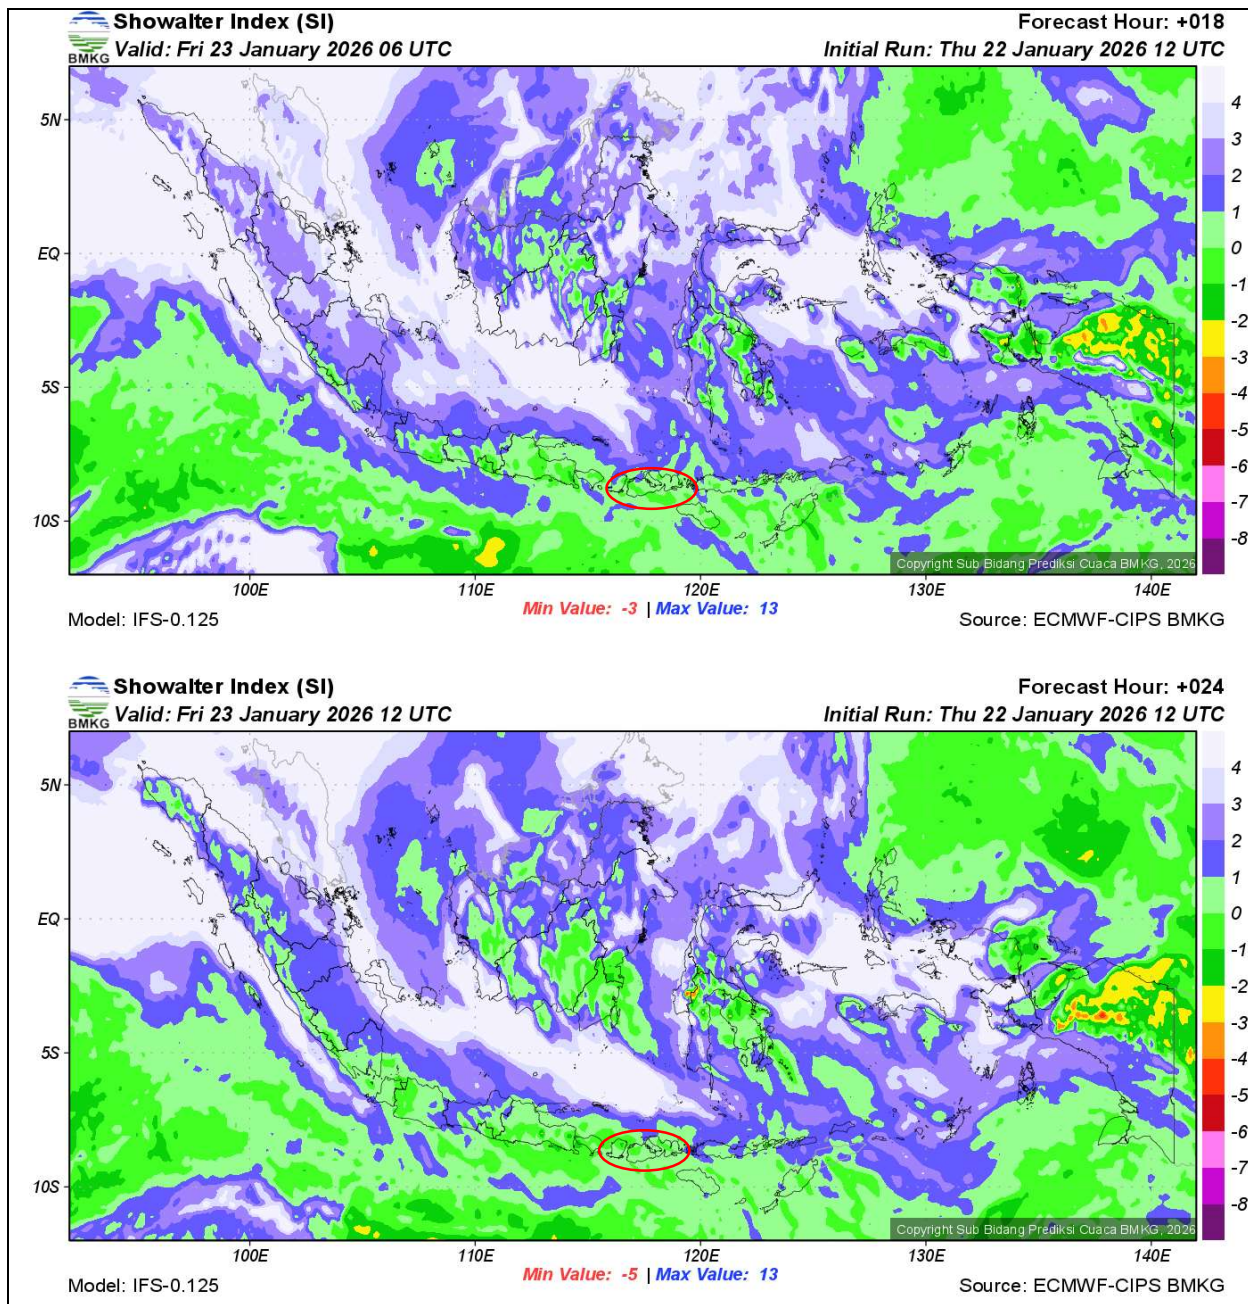 Showalter Index (SI)
Forecast Hour: +018
BMKG
Valid: Fri 23 January 2026 06 UTC
Initial Run: Thu 22 January 2026 12 UTC
5N
EQ
5S
10S
4
3
2
1
0
-1
-2
-3
-4
-5
-6
-7
-8
Copyright Sub Bidang Prediksi Cuaca BMKG, 2026
100E 110E 120E 130E 140E
Min Value: -3 | Max Value: 13
Model: IFS-0.125
Source: ECMWF-CIPS BMKG
Showalter Index (SI)
Forecast Hour: +024
BMKG
Valid: Fri 23 January 2026 12 UTC
Initial Run: Thu 22 January 2026 12 UTC
5N
EQ
5S
10S
4
3
2
1
0
-1
-2
-3
-4
-5
-6
-7
-8
Copyright Sub Bidang Prediksi Cuaca BMKG, 2026
100E 110E 120E 130E 140E
Min Value: -5 | Max Value: 13
Model: IFS-0.125
Source: ECMWF-CIPS BMKG